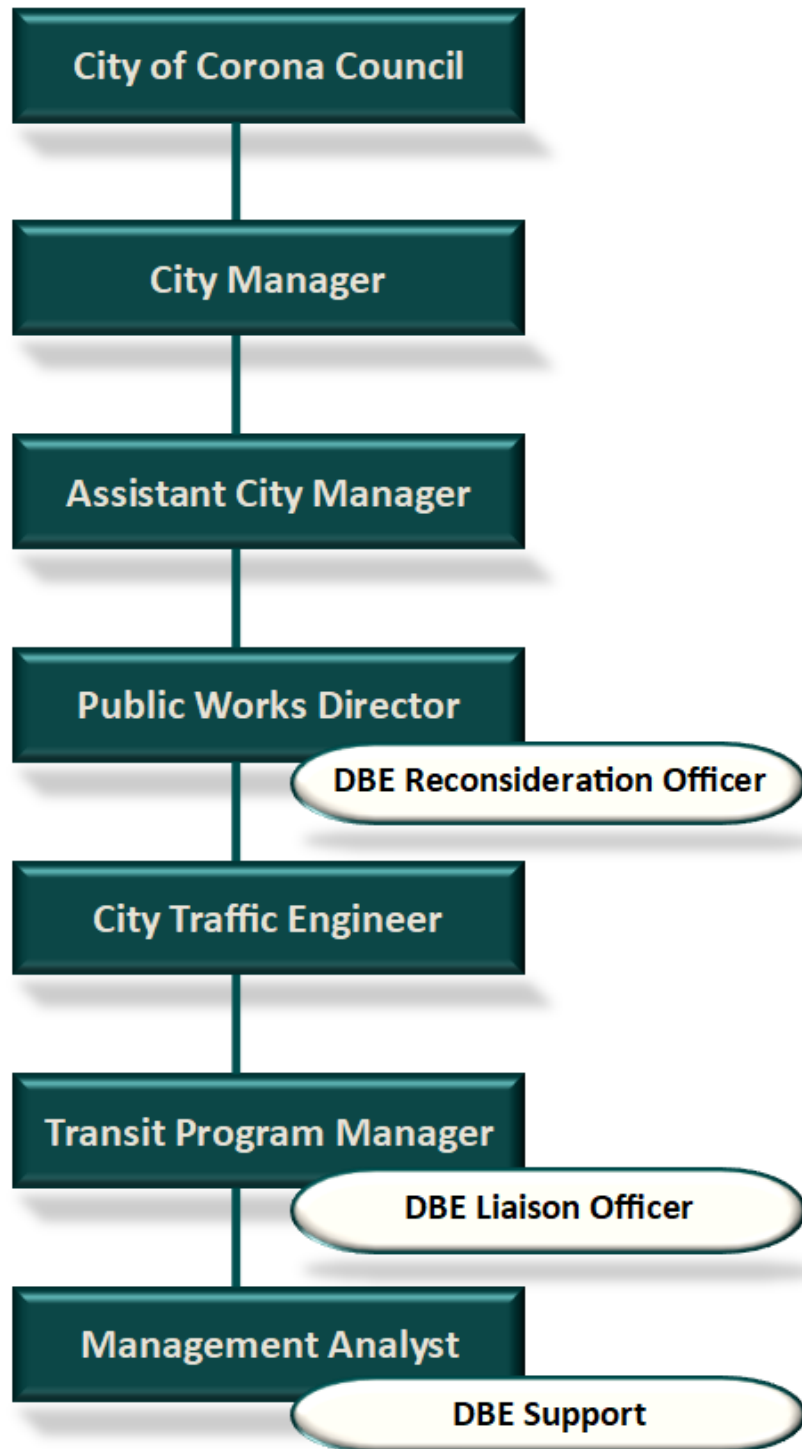 City of Corona Council
City Manager
Assistant City Manager
Public Works Director
DBE Reconsideration Officer
City Traffic Engineer
Transit Program Manager
DBE Liaison Officer
Management Analyst
DBE Support